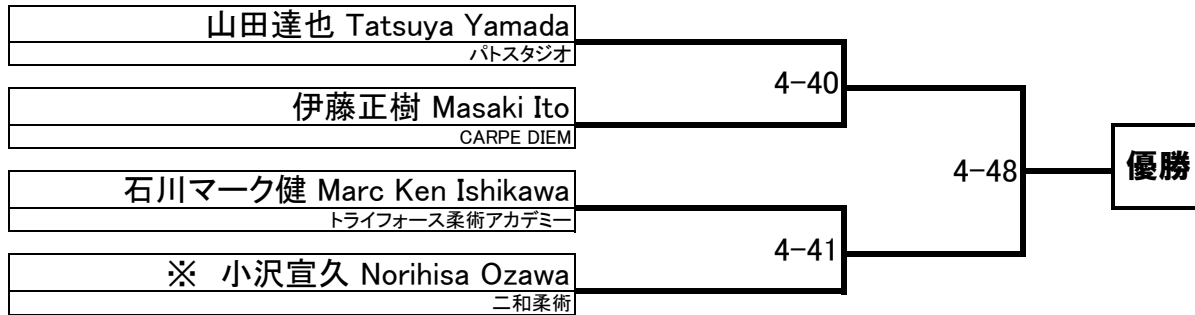 山田達也 Tatsuya Yamada
パトスタジオ
4-40
伊藤正樹 Masaki Ito
CARPE DIEM
4-48
優勝
石川マーク健 Marc Ken Ishikawa
トライフォース柔術アカデミー
4-41
※ 小沢宣久 Norihisa Ozawa
二和柔術